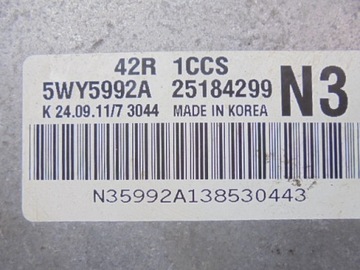 42R 1CCS
5WY5992A 25184299 N3
K 24.09.11/7 3044 MADE IN KOREA
N35992A138530443